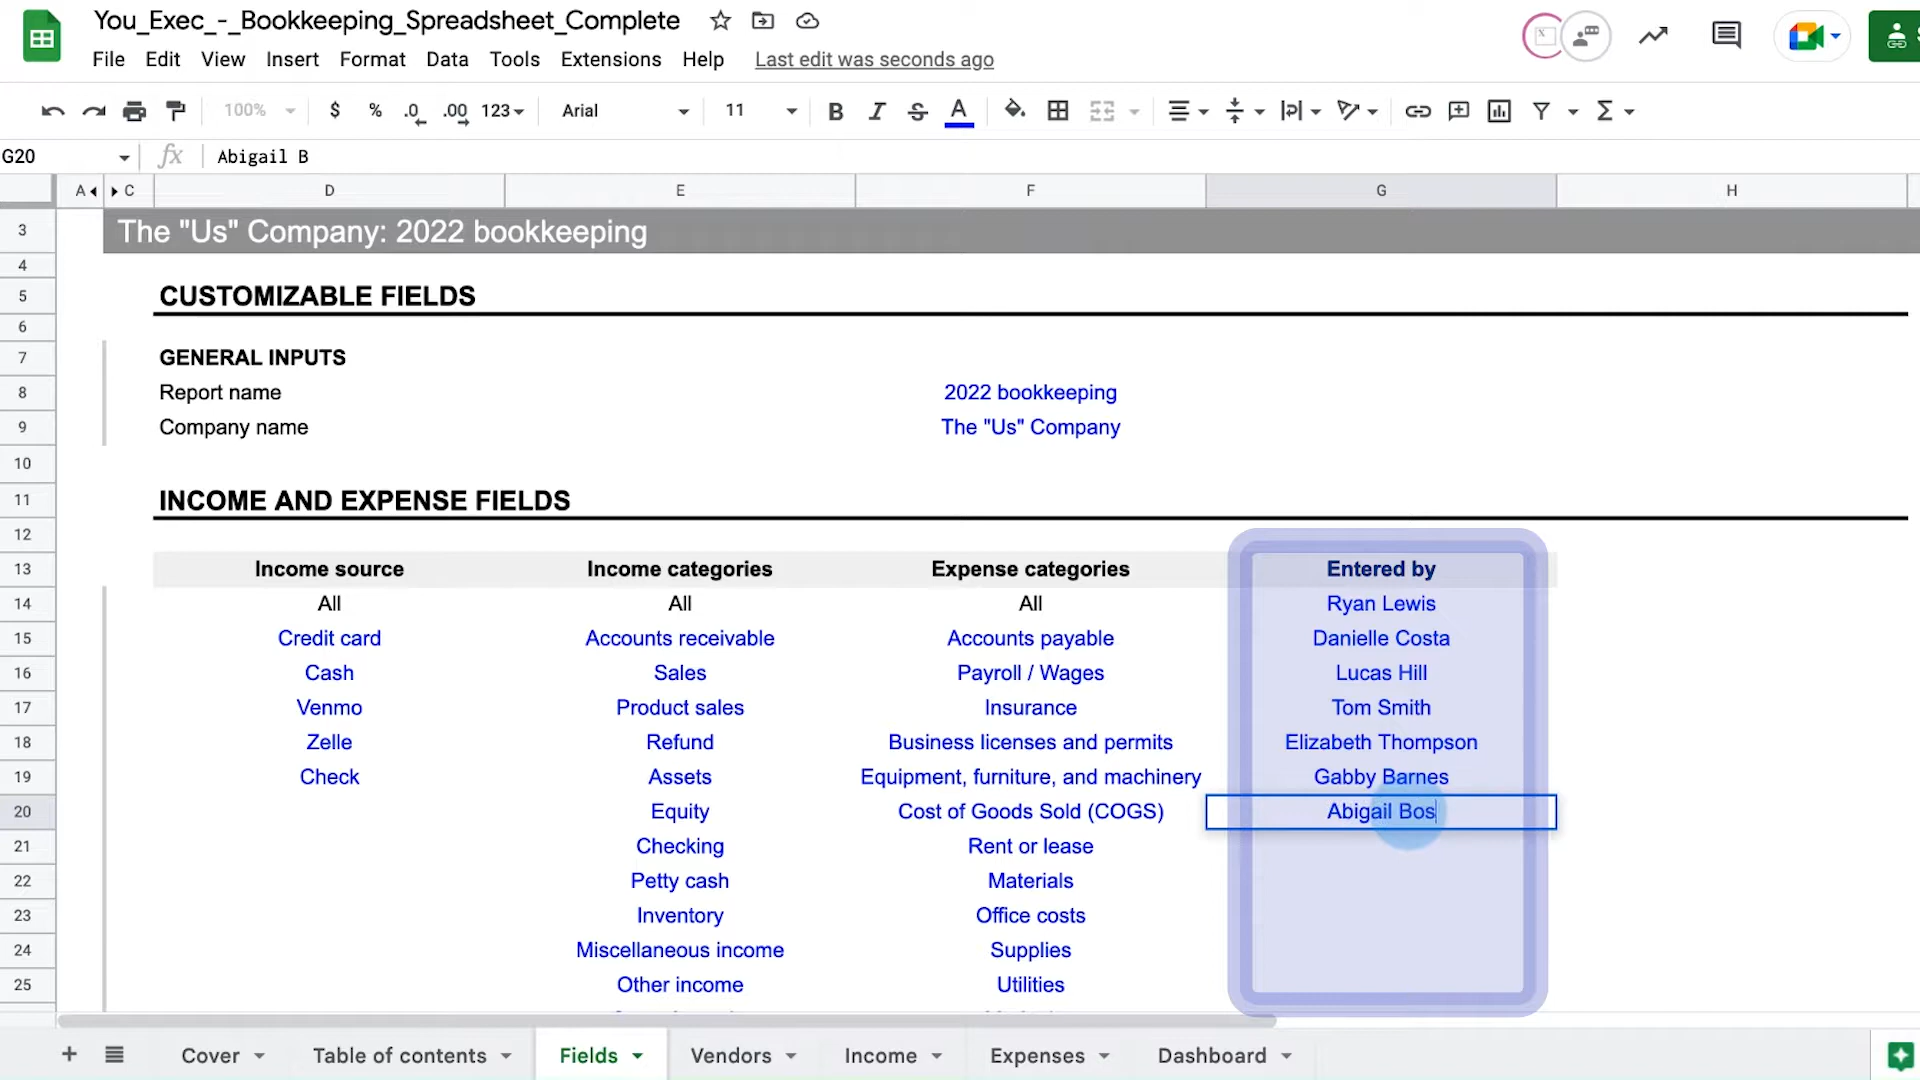 You_Exec_-_Bookkeeping_Spreadsheet_Complete
File Edit View Insert Format Data Tools Extensions Help Last edit was seconds ago
100% $ % .0 .00 123 Arial 11 B I S A
G20 fx Abigail B
A C D E F G H
3 The "Us" Company: 2022 bookkeeping
4
5 CUSTOMIZABLE FIELDS
6
7 GENERAL INPUTS
8 Report name 2022 bookkeeping
9 Company name The "Us" Company
10
11 INCOME AND EXPENSE FIELDS
12
13 Income source Income categories Expense categories Entered by
14 All All All Ryan Lewis
15 Credit card Accounts receivable Accounts payable Danielle Costa
16 Cash Sales Payroll / Wages Lucas Hill
17 Venmo Product sales Insurance Tom Smith
18 Zelle Refund Business licenses and permits Elizabeth Thompson
19 Check Assets Equipment, furniture, and machinery Gabby Barnes
20 Equity Cost of Goods Sold (COGS) Abigail Bos
21 Checking Rent or lease
22 Petty cash Materials
23 Inventory Office costs
24 Miscellaneous income Supplies
25 Other income Utilities
Cover Table of contents Fields Vendors Income Expenses Dashboard